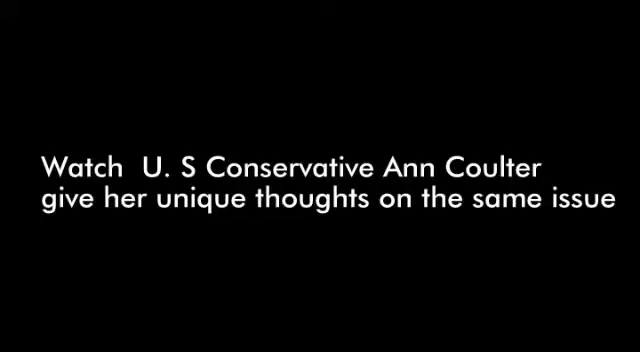 Watch  U. S Conservative Ann Coulter
give her unique thoughts on the same issue